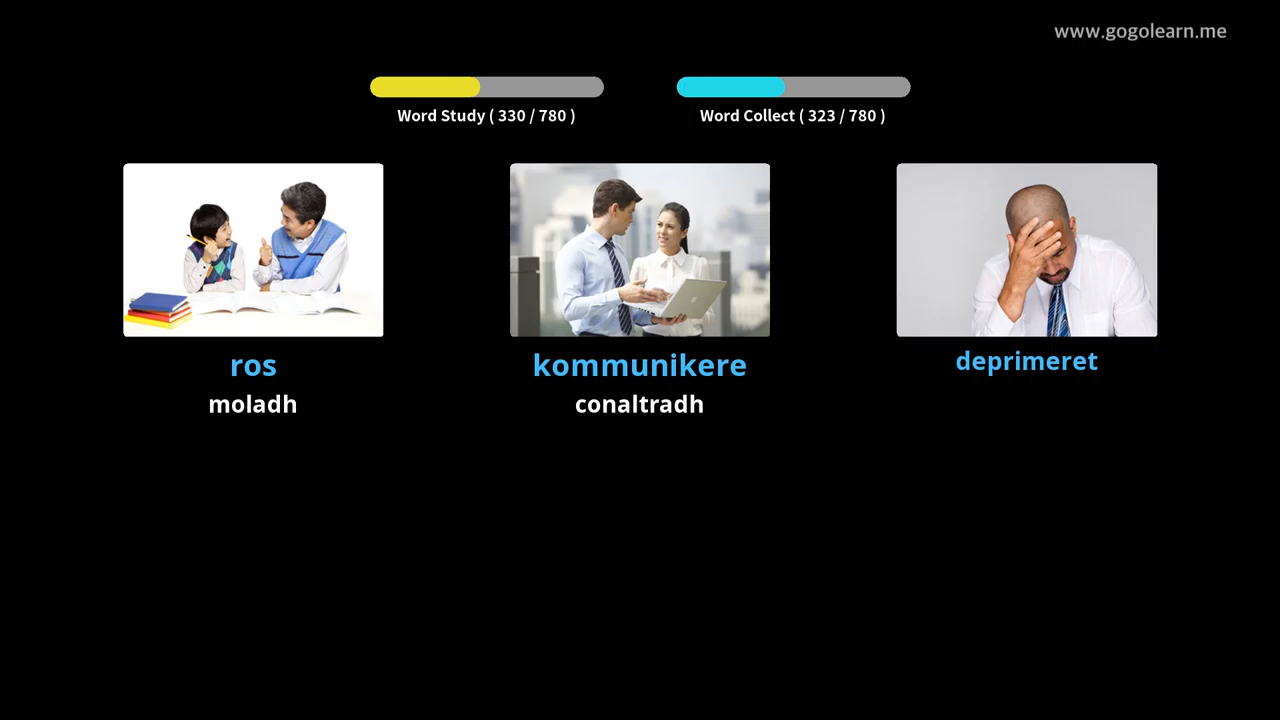 www.gogolearn.me
Word Study ( 330 / 780 )
Word Collect ( 323 / 780 )
ros
kommunikere
deprimeret
moladh
conaltradh